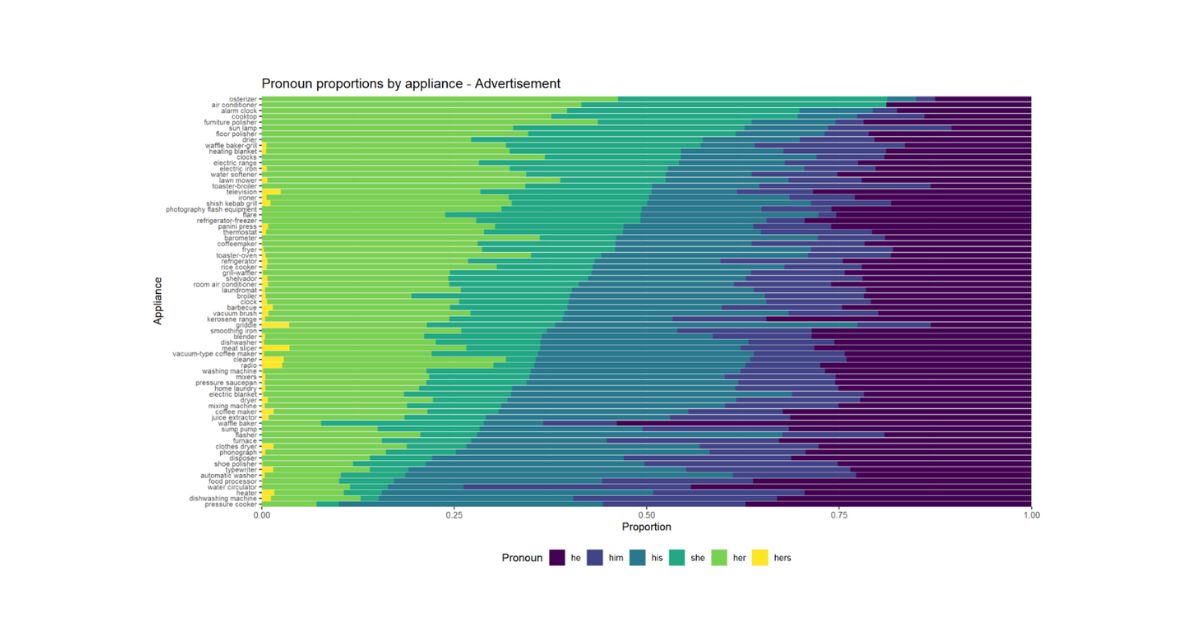 Pronoun proportions by appliance - Advertisement
Appliance
osterizer
air conditioner
alarm clock
cooktop
furniture polisher
sun lamp
floor polisher
drier
waffle baker-grill
heating blanket
clocks
electric range
electric iron
water softener
lawn mower
toaster-broiler
television
ironer
shish kebab grill
photography flash equipment
flare
refrigerator-freezer
panini press
thermostat
barometer
coffeemaker
fryer
toaster-oven
refrigerator
rice cooker
grill-waffler
shelvador
room air conditioner
laundromat
broiler
clock
barbecue
vacuum brush
kerosene range
griddle
smoothing iron
blender
dishwasher
meat slicer
vacuum-type coffee maker
cleaner
radio
washing machine
mixers
pressure saucepan
home laundry
electric blanket
dryer
mixing machine
coffee maker
juice extractor
waffle baker
sump pump
flasher
furnace
clothes dryer
phonograph
disposer
shoe polisher
typewriter
automatic washer
food processor
water circulator
heater
dishwashing machine
pressure cooker
0.00 0.25 0.50 0.75 1.00
Proportion
Pronoun he him his she her hers